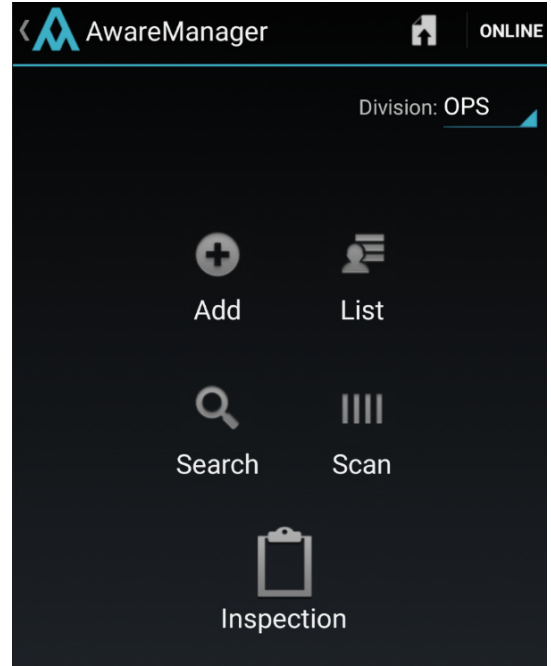 AwareManager ONLINE
Division: OPS
Add List
Search Scan
Inspection